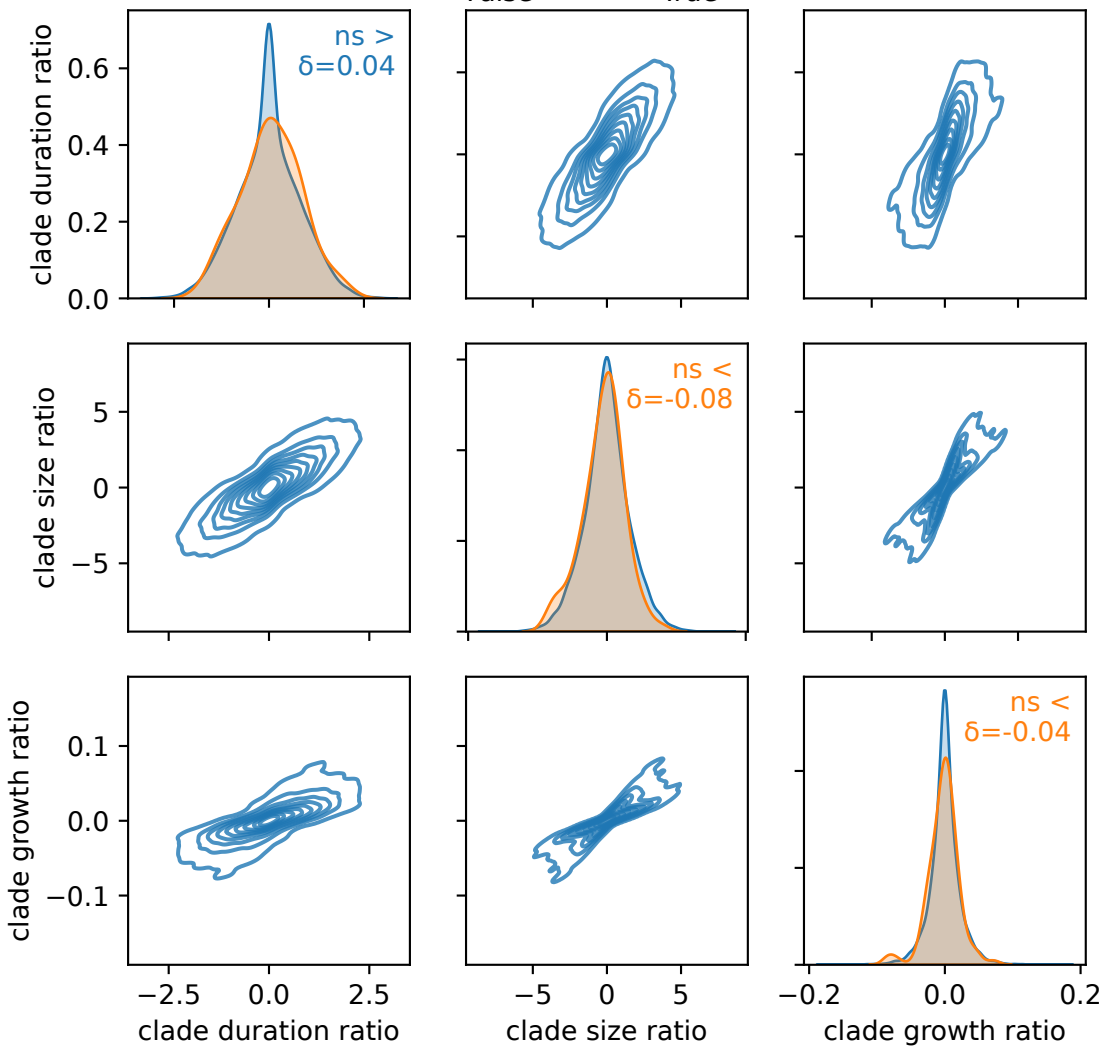 clade duration ratio
0.6
0.4
0.2
0.0
ns >
δ=0.04
clade size ratio
5
0
−5
ns <
δ=-0.08
clade growth ratio
0.1
0.0
−0.1
ns <
δ=-0.04
−2.5
0.0
2.5
−5
0
5
−0.2
0.0
0.2
clade duration ratio
clade size ratio
clade growth ratio